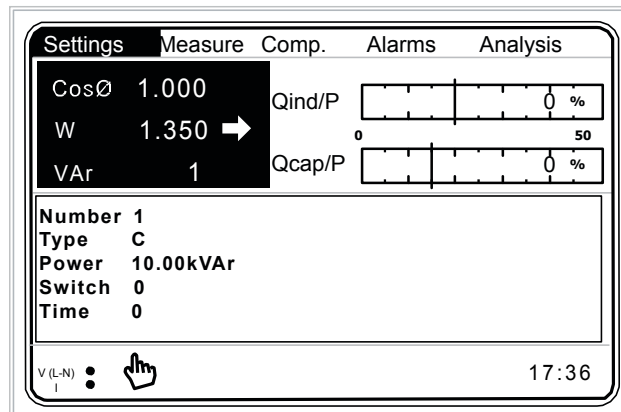 Settings Measure Comp. Alarms Analysis
CosØ 1.000
W 1.350
VAr 1
Qind/P 0 %
0 50
Qcap/P 0 %
Number 1
Type C
Power 10.00kVAr
Switch 0
Time 0
V (L-N)
I
17:36